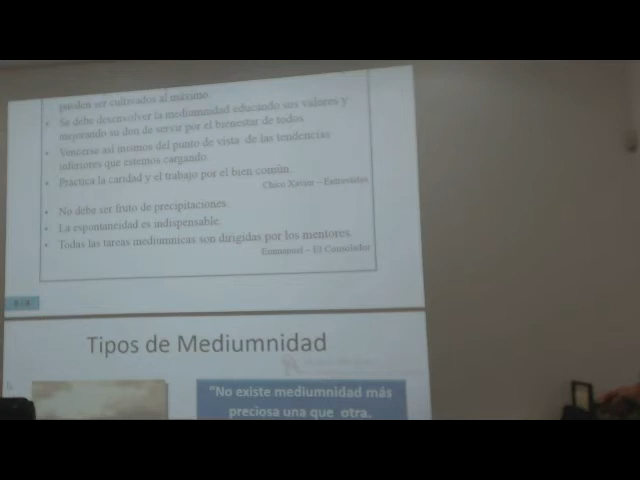 pueden ser cultivados al máximo.
• Se debe desenvolver la mediumnidad educando sus valores y
mejorando su don de servir por el bienestar de todos
• Vencerse así mismos del punto de vista de las tendencias
inferiores que estemos cargando.
• Practica la caridad y el trabajo por el bien común.
Chico Xavier – Entrevistas
• No debe ser fruto de precipitaciones.
• La espontaneidad es indispensable.
• Todas las tareas mediumnicas son dirigidas por los mentores.
Emmanuel – El Consolador
Tipos de Mediumnidad
"No existe mediumnidad más
preciosa una que otra.